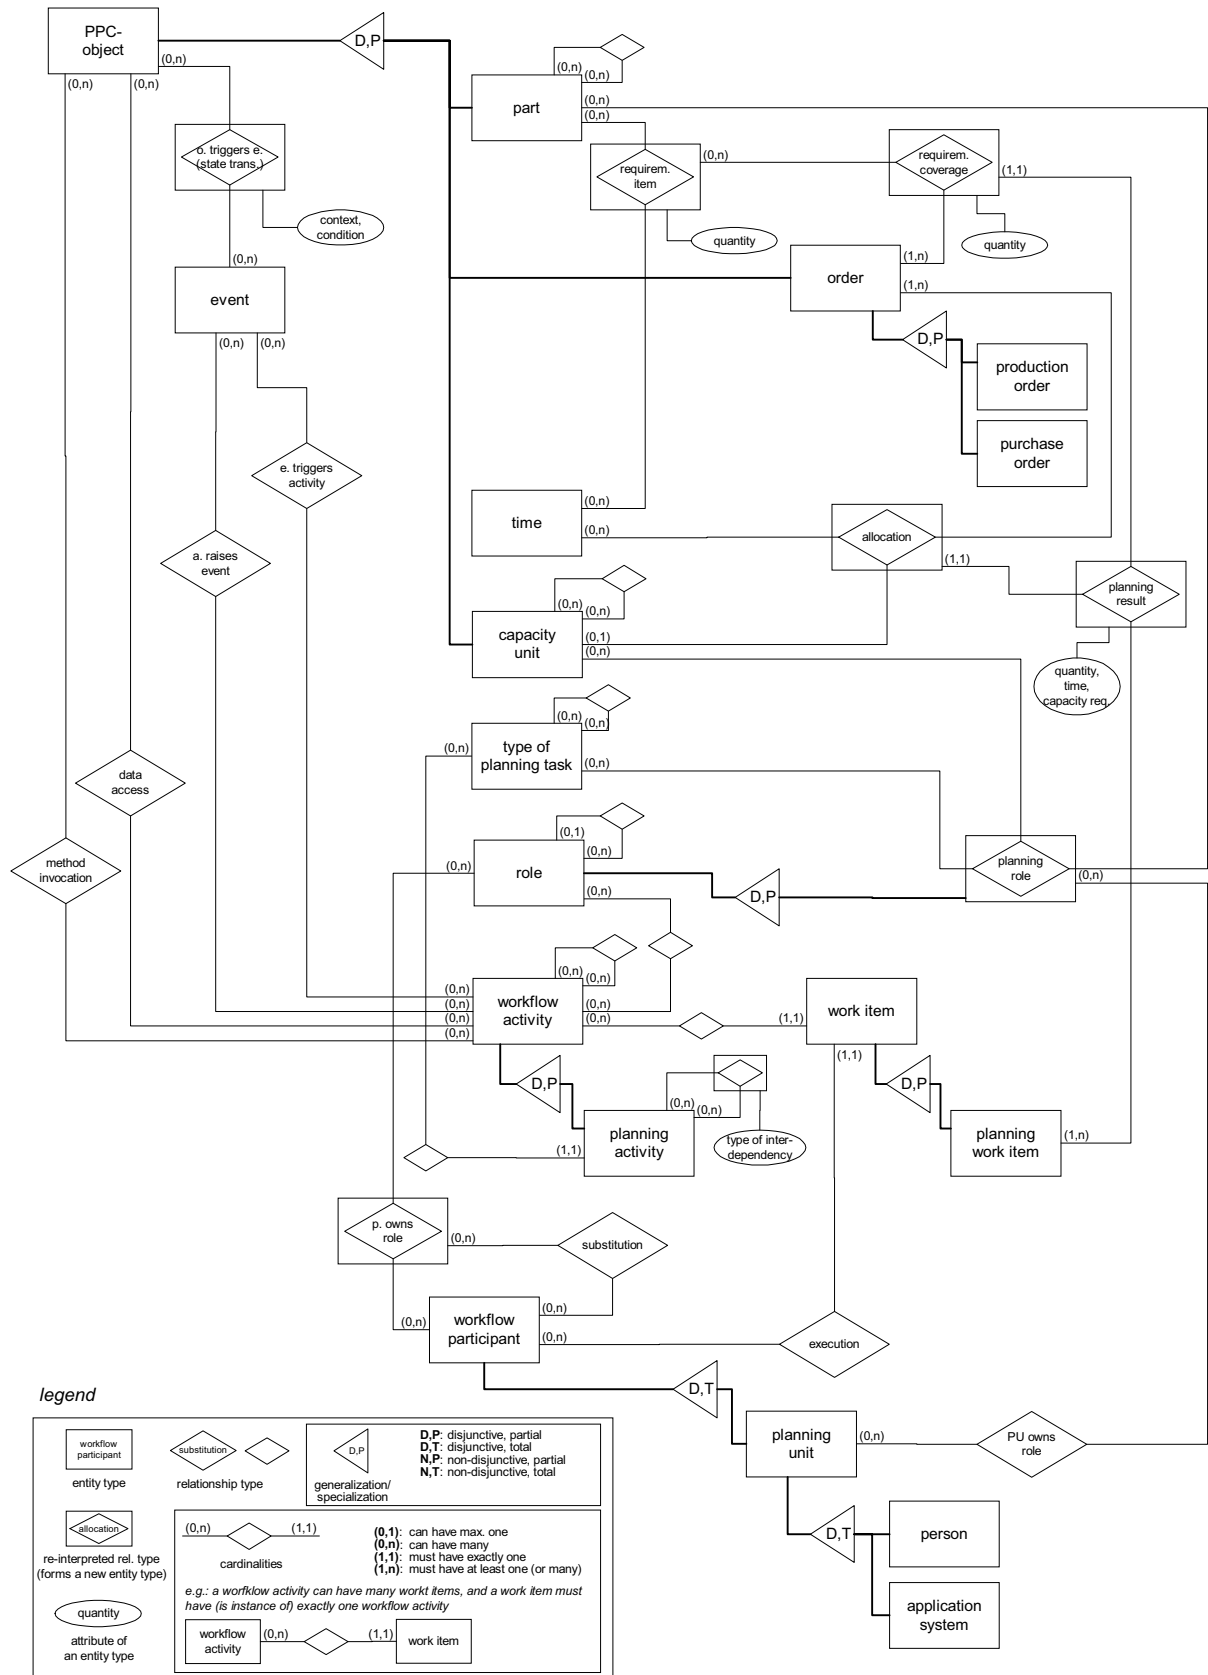 PPC-
object
D,P
(0,n)
(0,n)
(0,n)
(0,n)
(0,n)
part
(0,n)
(0,n)
o. triggers e.
(state trans.)
requirem.
item
(0,n)
requirem.
coverage
(1,1)
context,
condition
quantity
quantity
(0,n)
event
(1,n)
order
(1,n)
(0,n)
(0,n)
D,P
production
order
purchase
order
e. triggers
activity
(0,n)
time
(0,n)
allocation
a. raises
event
(1,1)
planning
result
(0,n)
(0,n)
capacity
unit
(0,1)
(0,n)
quantity,
time,
capacity req.
(0,n)
(0,n)
(0,n)
type of
planning task
(0,n)
data
access
(0,1)
(0,n)
method
invocation
(0,n)
role
(0,n)
planning
role
(0,n)
D,P
(0,n)
(0,n)
(0,n)
(0,n)
(0,n)
(0,n)
workflow
activity
(0,n)
(0,n)
(1,1)
work item
(1,1)
D,P
(0,n)
(0,n)
D,P
planning
activity
(1,1)
type of inter-
dependency
planning
work item
(1,n)
p. owns
role
(0,n)
substitution
(0,n)
(0,n)
workflow
participant
(0,n)
execution
D,T
planning
unit
(0,n)
PU owns
role
D,T
person
application
system
legend
workflow
participant
entity type
substitution
relationship type
D,P
generalization/
specialization
D,P: disjunctive, partial
D,T: disjunctive, total
N,P: non-disjunctive, partial
N,T: non-disjunctive, total
allocation
re-interpreted rel. type
(forms a new entity type)
quantity
attribute of
an entity type
(0,n)
(1,1)
cardinalities
(0,1): can have max. one
(0,n): can have many
(1,1): must have exactly one
(1,n): must have at least one (or many)
e.g.: a worfklow activity can have many workt items, and a work item must
have (is instance of) exactly one workflow activity
workflow
activity
(0,n)
(1,1)
work item